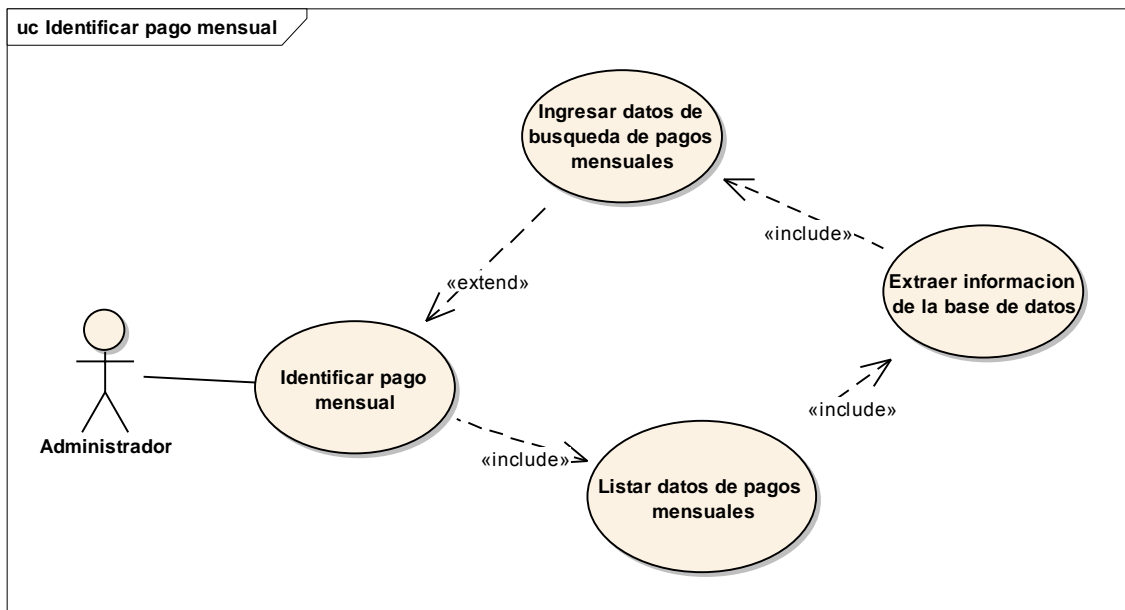 uc Identificar pago mensual
Ingresar datos de
busqueda de pagos
mensuales
«include»
Extraer informacion
de la base de datos
«extend»
Identificar pago
mensual
Administrador
«include»
«include»
Listar datos de pagos
mensuales